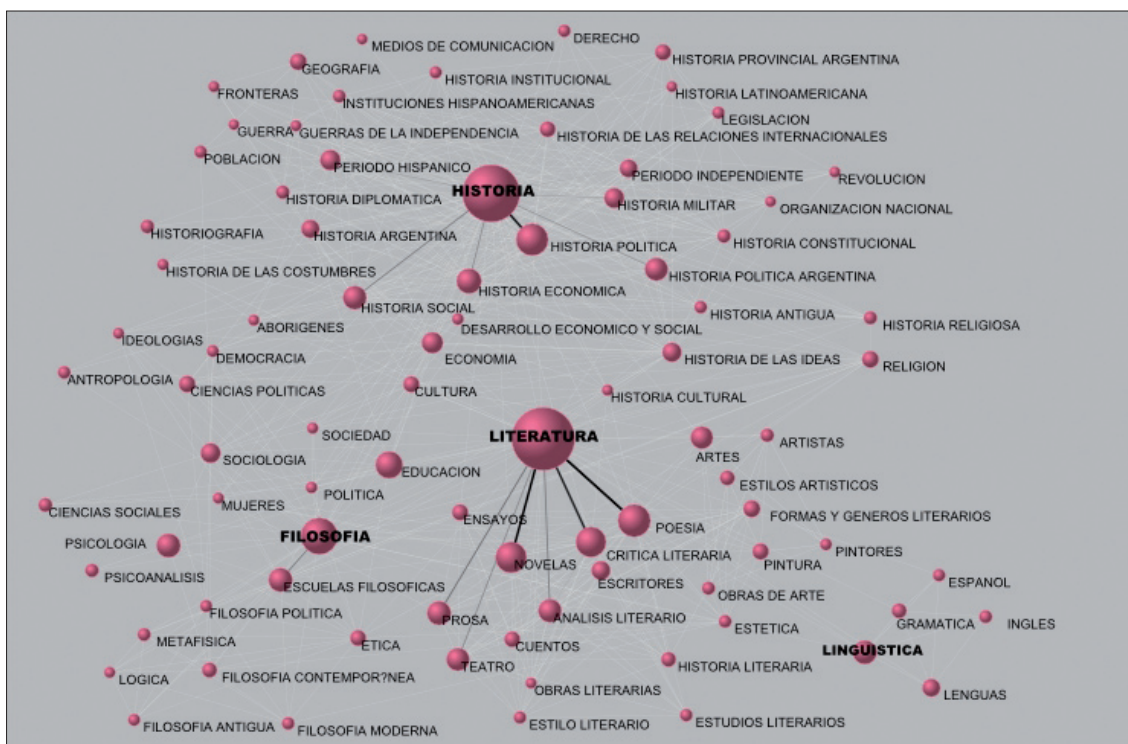 DERECHO
MEDIOS DE COMUNICACION
HISTORIA PROVINCIAL ARGENTINA
GEOGRAFIA
HISTORIA INSTITUCIONAL
FRONTERAS
HISTORIA LATINOAMERICANA
INSTITUCIONES HISPANOAMERICANAS
LEGISLACION
GUERRA
GUERRAS DE LA INDEPENDENCIA
HISTORIA DE LAS RELACIONES INTERNACIONALES
POBLACION
PERIODO HISPANICO
PERIODO INDEPENDIENTE
REVOLUCION
HISTORIA
HISTORIA DIPLOMATICA
HISTORIA MILITAR
ORGANIZACION NACIONAL
HISTORIOGRAFIA
HISTORIA ARGENTINA
HISTORIA POLITICA
HISTORIA CONSTITUCIONAL
HISTORIA DE LAS COSTUMBRES
HISTORIA POLITICA ARGENTINA
HISTORIA ECONOMICA
HISTORIA SOCIAL
HISTORIA ANTIGUA
HISTORIA RELIGIOSA
ABORIGENES
DESARROLLO ECONOMICO Y SOCIAL
IDEOLOGIAS
DEMOCRACIA
ECONOMIA
HISTORIA DE LAS IDEAS
RELIGION
ANTROPOLOGIA
CIENCIAS POLITICAS
CULTURA
HISTORIA CULTURAL
SOCIEDAD
LITERATURA
ARTISTAS
ARTES
SOCIOLOGIA
EDUCACION
ESTILOS ARTISTICOS
POLITICA
MUJERES
CIENCIAS SOCIALES
ENSAYOS
POESIA
FORMAS Y GENEROS LITERARIOS
FILOSOFIA
PSICOLOGIA
NOVELAS
CRITICA LITERARIA
PINTORES
PINTURA
PSICOANALISIS
ESCUELAS FILOSOFICAS
ESCRITORES
ESPANOL
OBRAS DE ARTE
FILOSOFIA POLITICA
PROSA
ANALISIS LITERARIO
ESTETICA
GRAMATICA
INGLES
METAFISICA
ETICA
CUENTOS
LINGÜISTICA
TEATRO
HISTORIA LITERARIA
LOGICA
FILOSOFIA CONTEMPOR?NEA
OBRAS LITERARIAS
LENGUAS
FILOSOFIA ANTIGUA
FILOSOFIA MODERNA
ESTILO LITERARIO
ESTUDIOS LITERARIOS